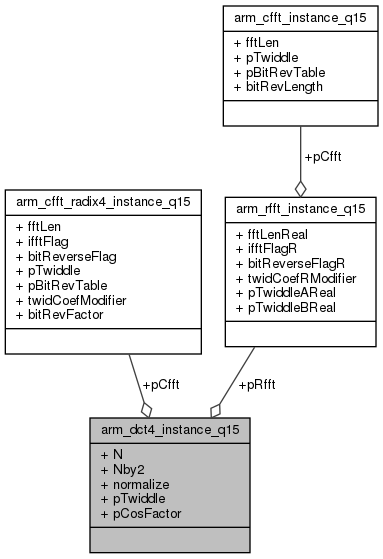 arm_cfft_instance_q15
+ fftLen
+ pTwiddle
+ pBitRevTable
+ bitRevLength
+pCfft
arm_cfft_radix4_instance_q15
+ fftLen
+ ifftFlag
+ bitReverseFlag
+ pTwiddle
+ pBitRevTable
+ twidCoefModifier
+ bitRevFactor
arm_rfft_instance_q15
+ fftLenReal
+ ifftFlagR
+ bitReverseFlagR
+ twidCoefRModifier
+ pTwiddleAReal
+ pTwiddleBReal
+pCfft
+pRfft
arm_dct4_instance_q15
+ N
+ Nby2
+ normalize
+ pTwiddle
+ pCosFactor